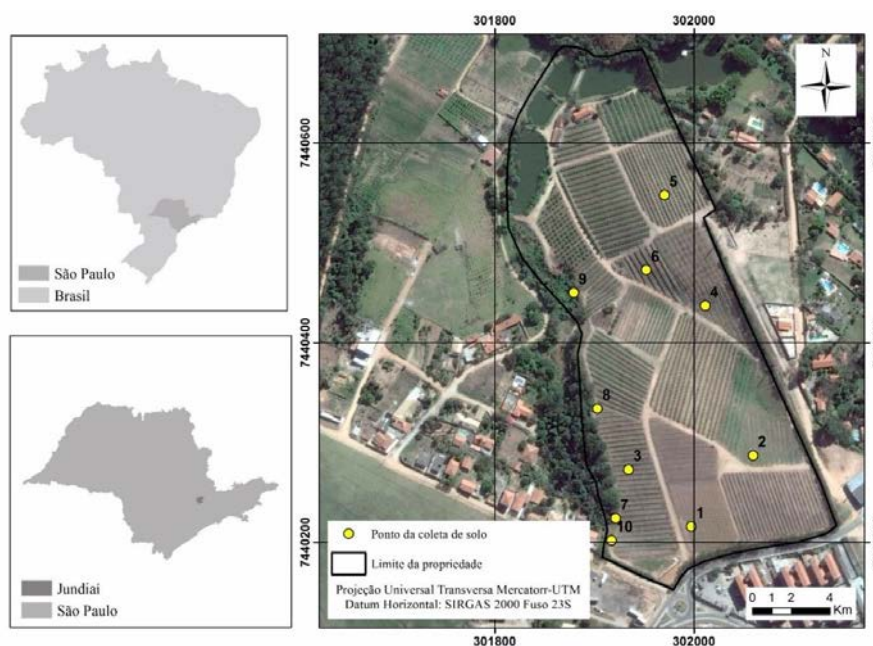 São Paulo
Brasil
Jundiaí
São Paulo
301800
302000
7440600
7440400
7440200
N
5
6
9
4
8
2
3
7
10
1
Ponto da coleta de solo
Limite da propriedade
Projeção Universal Transversa Mercatorr-UTM
Datum Horizontal: SIRGAS 2000 Fuso 23S
0 1 2 4
Km
301800
302000